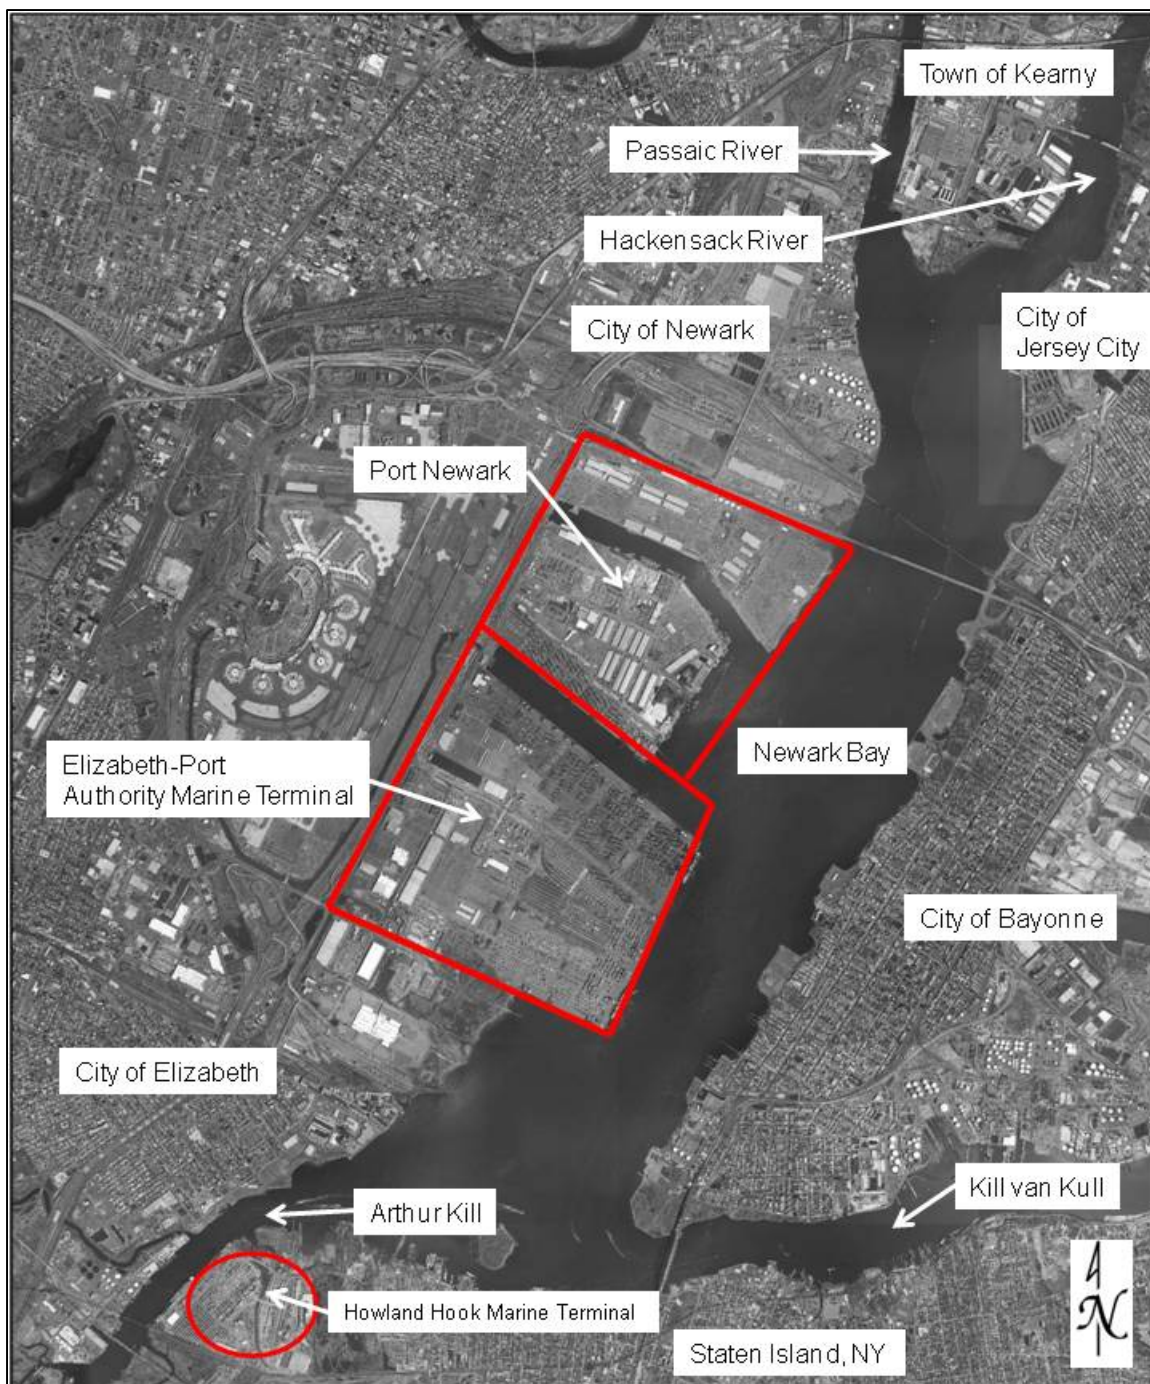 Town of Kearny
Passaic River
Hackensack River
City of Newark
City of
Jersey City
Port Newark
Newark Bay
Elizabeth-Port
Authority Marine Terminal
City of Bayonne
City of Elizabeth
Kill van Kull
Arthur Kill
Howland Hook Marine Terminal
Staten Island, NY
N